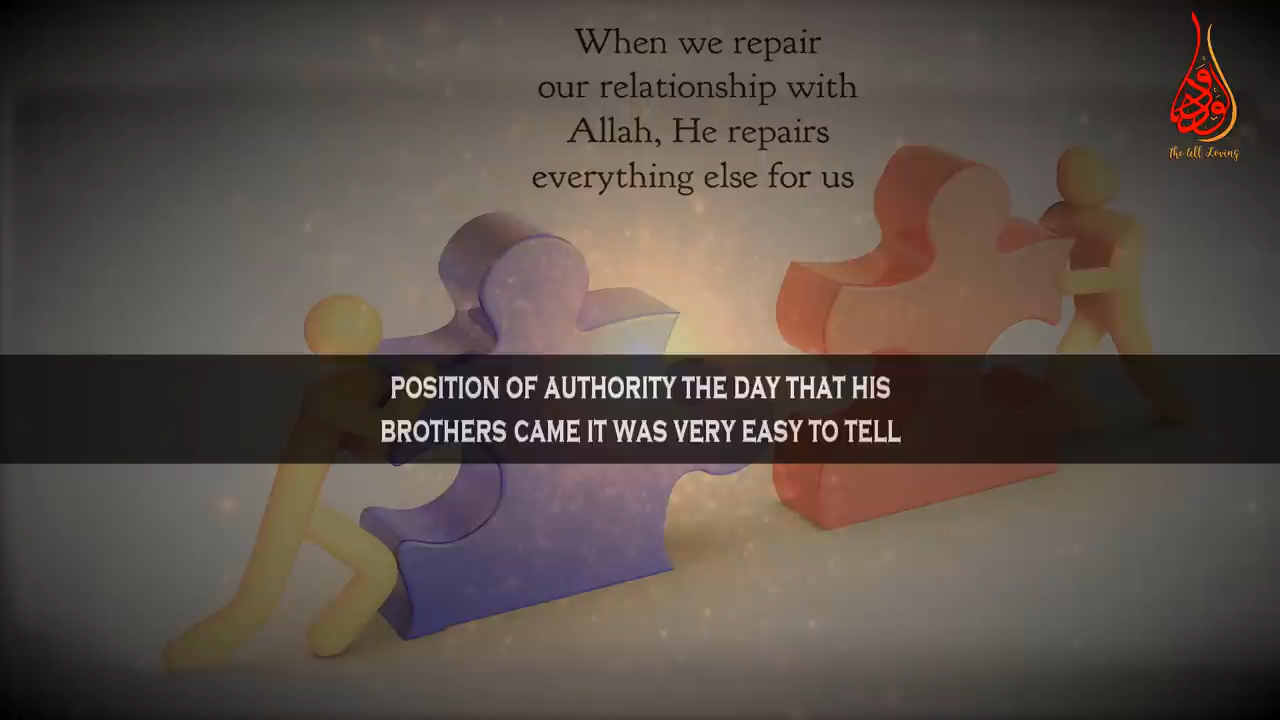 When we repair
our relationship with
Allah, He repairs
everything else for us
الودود
The All Loving
POSITION OF AUTHORITY THE DAY THAT HIS
BROTHERS CAME IT WAS VERY EASY TO TELL